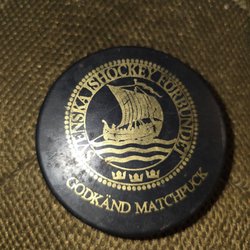 SVENSKA ISHOCKEY FÖRBUNDET
GODKÄND MATCHPUCK